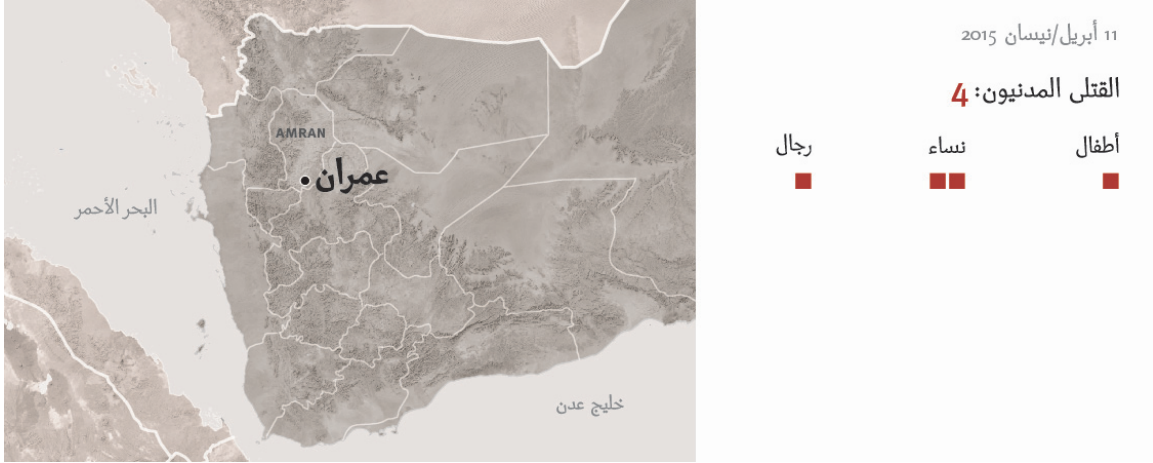 11 أبريل/نيسان 2015
القتلى المدنيون: 4
أطفال نساء رجال
AMRAN
عمران
البحر الأحمر
خليج عدن